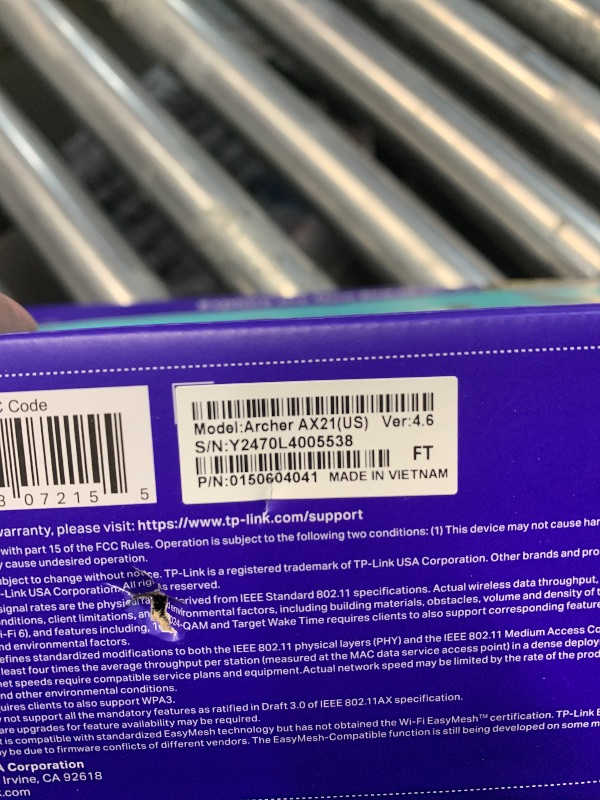 C Code
307215 5
Model:Archer AX21(US) Ver:4.6
S/N:Y2470L4005538
FT
P/N:0150604041 MADE IN VIETNAM
warranty, please visit: https://www.tp-link.com/support
with part 15 of the FCC Rules. Operation is subject to the following two conditions: (1) This device may not cause har
y cause undesired operation.
bject to change without notice. TP-Link is a registered trademark of TP-Link USA Corporation. Other brands and pro
-Link USA Corporation. All rights reserved.
signal rates are the physical rates derived from IEEE Standard 802.11 specifications. Actual wireless data throughput,
onditions, client limitations, and environmental factors, including building materials, obstacles, volume and density of t
i-Fi 6), and features including, 1024-QAM and Target Wake Time requires clients to also support corresponding feature
nd environmental factors.
efines standardized modifications to both the IEEE 802.11 physical layers (PHY) and the IEEE 802.11 Medium Access Co
least four times the average throughput per station (measured at the MAC data service access point) in a dense deploy
net speeds require compatible service plans and equipment.Actual network speed may be limited by the rate of the prod
nd other environmental conditions.
uires clients to also support WPA3.
not support all the mandatory features as ratified in Draft 3.0 of IEEE 802.11AX specification.
are upgrades for feature availability may be required.
t is compatible with standardized EasyMesh technology but has not obtained the Wi-Fi EasyMesh™ certification. TP-Link E
y be due to firmware conflicts of different vendors. The EasyMesh-Compatible function is still being developed on some m
A Corporation
Irvine, CA 92618
k.com